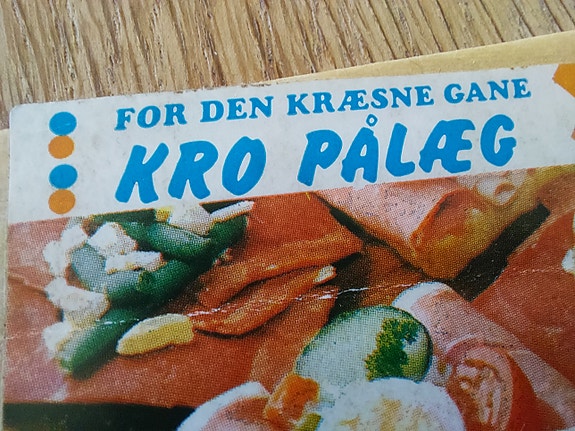 FOR DEN KRÆSNE GANE
KRO PÅLÆG